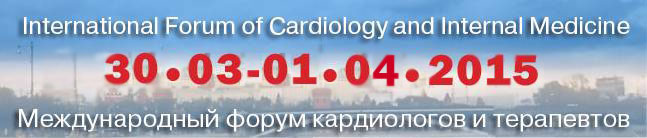 International Forum of Cardiology and Internal Medicine
30•03-01•04•2015
Международный форум кардиологов и терапевтов